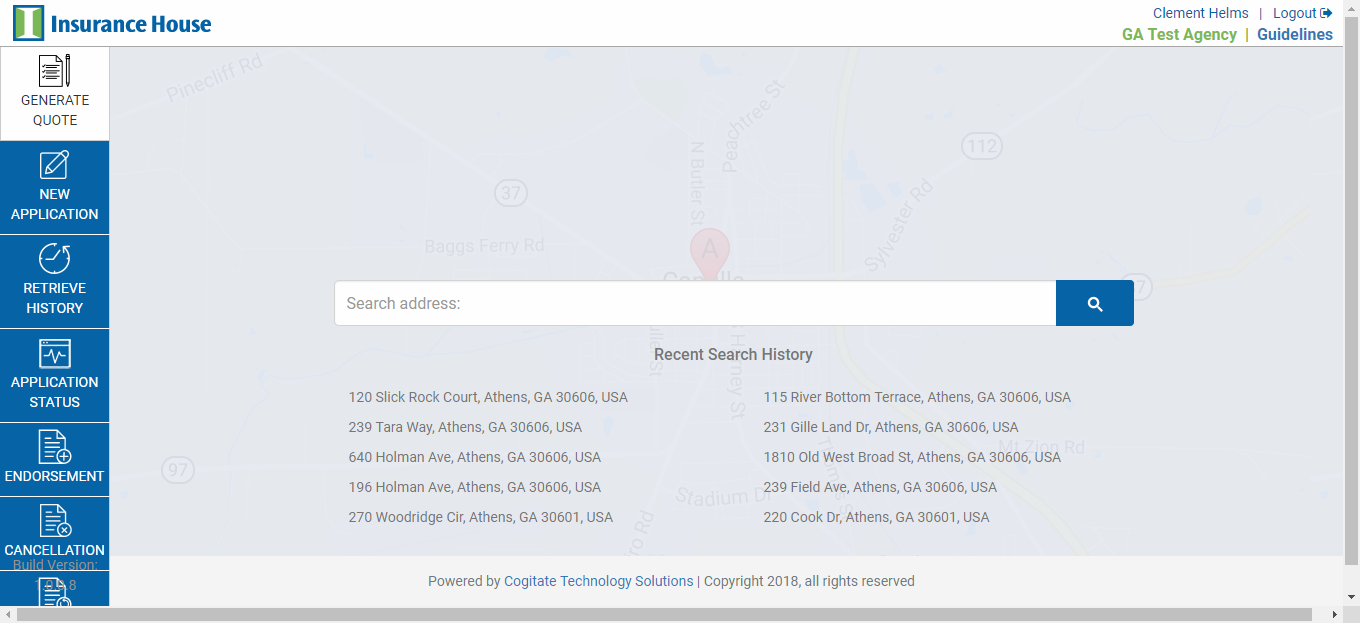 Insurance House
Clement Helms | Logout
GA Test Agency | Guidelines
GENERATE
QUOTE
NEW
APPLICATION
RETRIEVE
HISTORY
APPLICATION
STATUS
ENDORSEMENT
CANCELLATION
Build Version:
Pinecliff Rd
Peachtree St
N Butler St
112
37
Sylvester Rd
Baggs Ferry Rd
A
Search address:
Recent Search History
120 Slick Rock Court, Athens, GA 30606, USA
115 River Bottom Terrace, Athens, GA 30606, USA
239 Tara Way, Athens, GA 30606, USA
231 Gille Land Dr, Athens, GA 30606, USA
640 Holman Ave, Athens, GA 30606, USA
1810 Old West Broad St, Athens, GA 30606, USA
196 Holman Ave, Athens, GA 30606, USA
239 Field Ave, Athens, GA 30606, USA
270 Woodridge Cir, Athens, GA 30601, USA
220 Cook Dr, Athens, GA 30601, USA
Mt Zion Rd
97
Stadium Dr
Powered by Cogitate Technology Solutions | Copyright 2018, all rights reserved